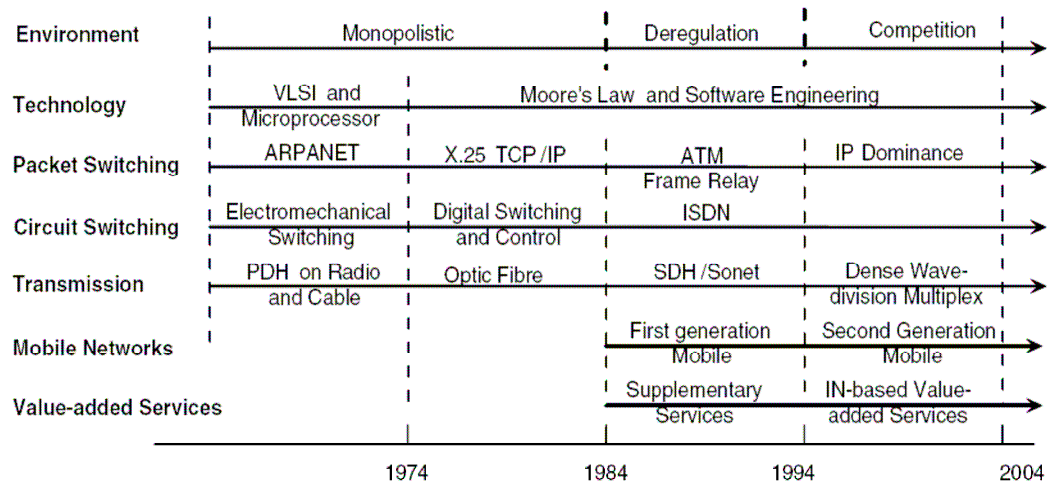 Environment Monopolistic Deregulation Competition
Technology VLSI and Microprocessor Moore's Law and Software Engineering
Packet Switching ARPANET X.25 TCP/IP ATM Frame Relay IP Dominance
Circuit Switching Electromechanical Switching Digital Switching and Control ISDN
Transmission PDH on Radio and Cable Optic Fibre SDH/Sonet Dense Wave-division Multiplex
Mobile Networks First generation Mobile Second Generation Mobile
Value-added Services Supplementary Services IN-based Value-added Services
1974 1984 1994 2004